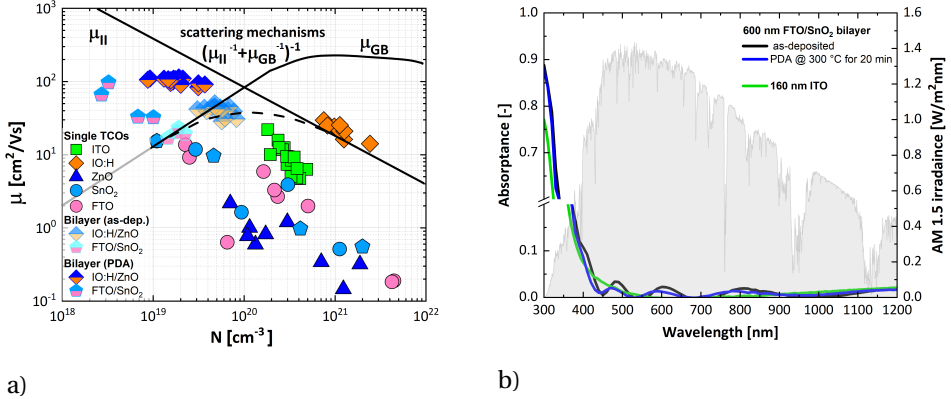 μII
scattering mechanisms
(μII⁻¹+μGB⁻¹)⁻¹
μGB
10³
10²
10¹
10⁰
10⁻¹
μ [cm²/Vs]
Single TCOs
ITO
IO:H
ZnO
SnO₂
FTO
Bilayer (as-dep.)
IO:H/ZnO
FTO/SnO₂
Bilayer (PDA)
IO:H/ZnO
FTO/SnO₂
10¹⁸ 10¹⁹ 10²⁰ 10²¹ 10²²
N [cm⁻³]
a)
600 nm FTO/SnO₂ bilayer
as-deposited
PDA @ 300 °C for 20 min
160 nm ITO
0.9
0.8
0.7
0.1
0.0
Absorptance [-]
1.6
1.4
1.2
1.0
0.8
0.6
0.4
0.2
0.0
AM 1.5 irradaince [W/m²nm]
300 400 500 600 700 800 900 1000 1100 1200
Wavelength [nm]
b)